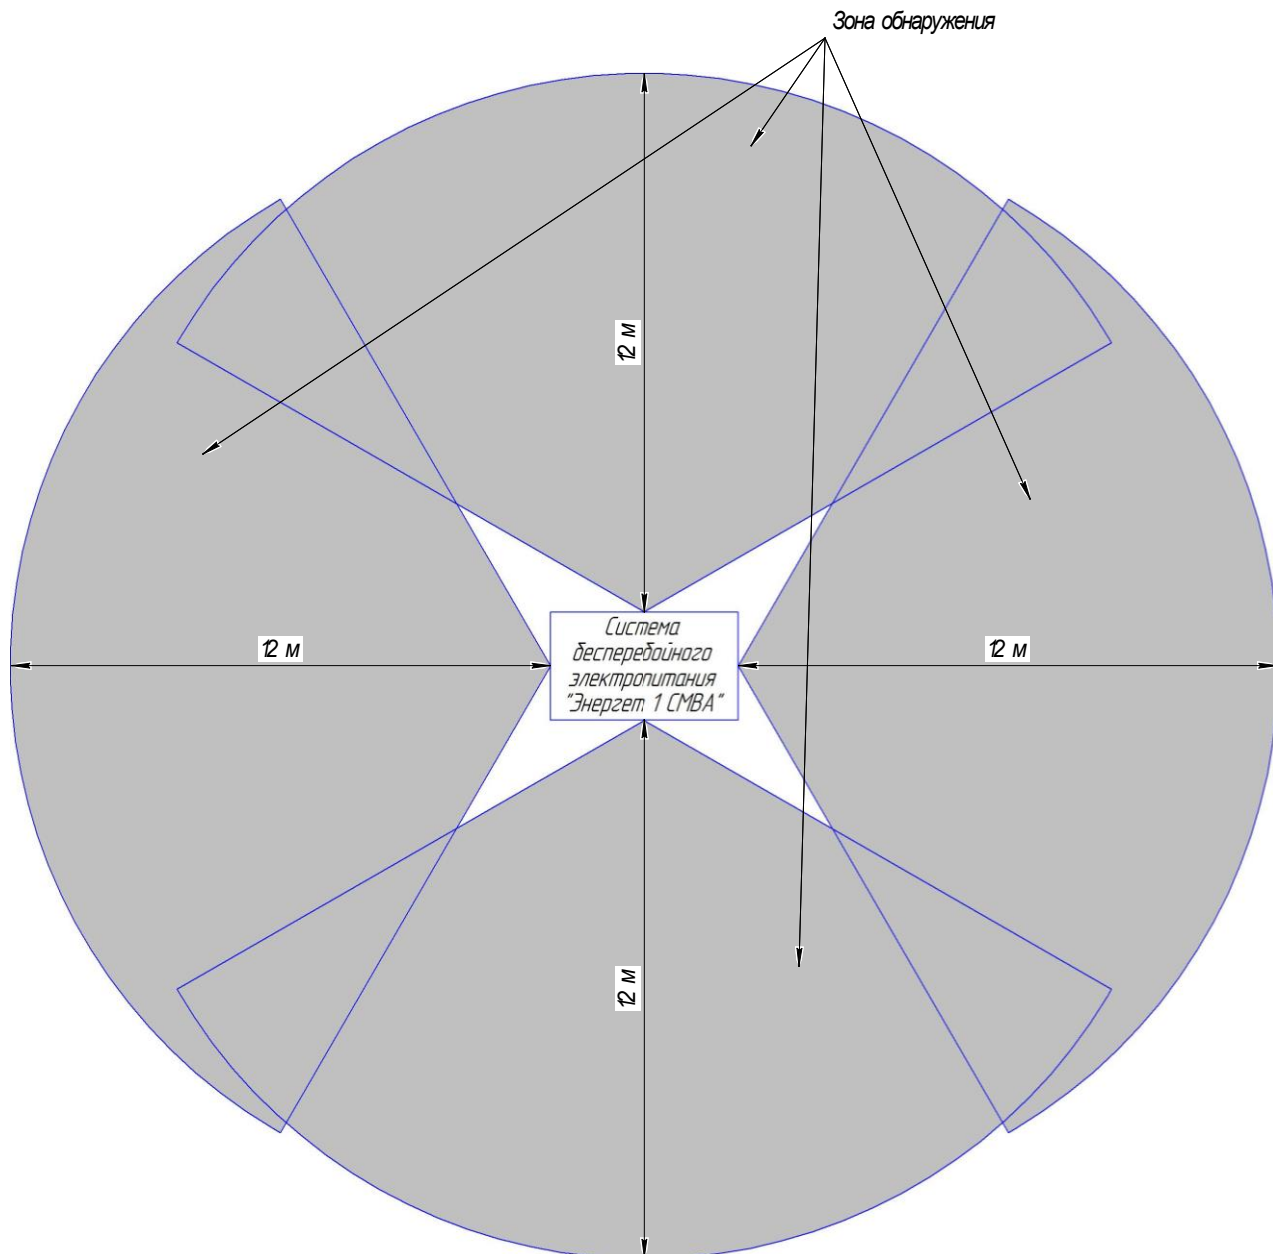 Зона обнаружения
12 м
12 м
Система
бесперебойного
электропитания
"Энергет 1 СМВА"
12 м
12 м